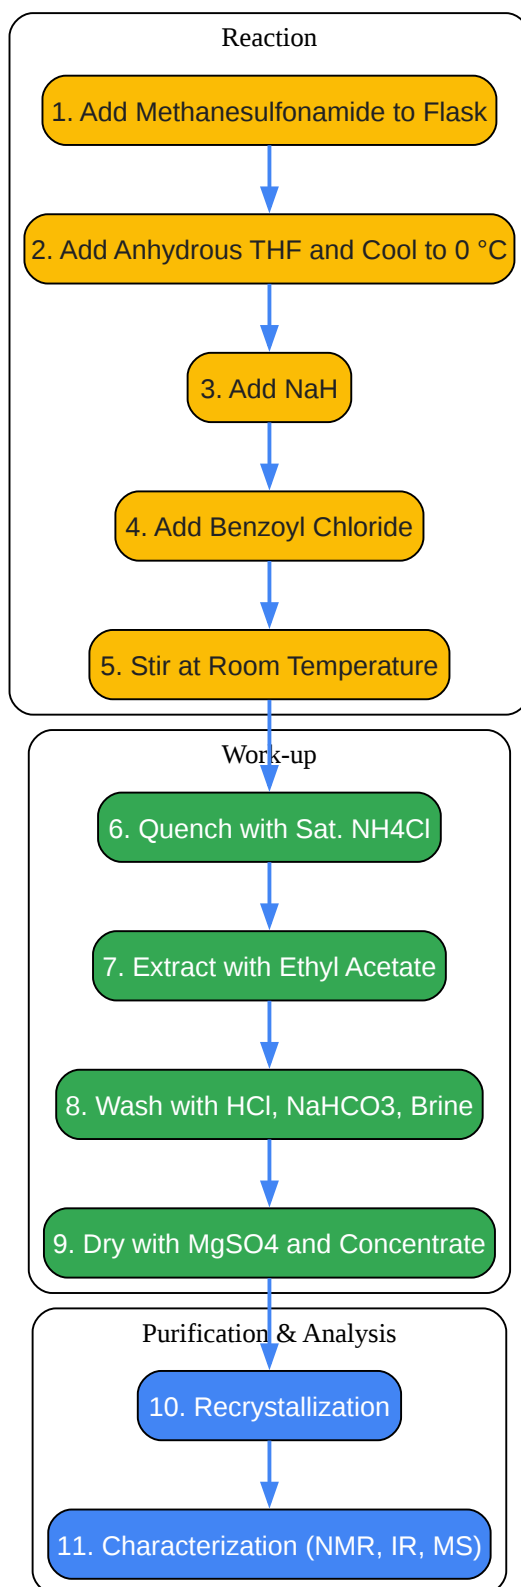 Reaction
1. Add Methanesulfonamide to Flask
2. Add Anhydrous THF and Cool to 0 °C
3. Add NaH
4. Add Benzoyl Chloride
5. Stir at Room Temperature
Work-up
6. Quench with Sat. NH4Cl
7. Extract with Ethyl Acetate
8. Wash with HCl, NaHCO3, Brine
9. Dry with MgSO4 and Concentrate
Purification & Analysis
10. Recrystallization
11. Characterization (NMR, IR, MS)